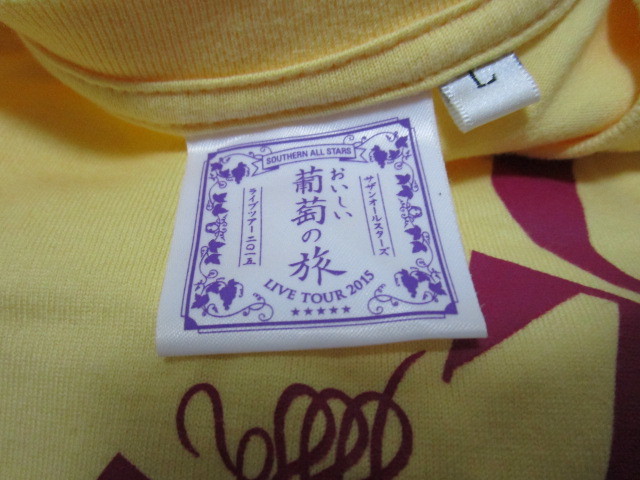 L
SOUTHERN ALL STARS
サザンオールスターズ
おいしい
葡萄の旅
ライブツアー二〇一五
LIVE TOUR 2015
★★★★★